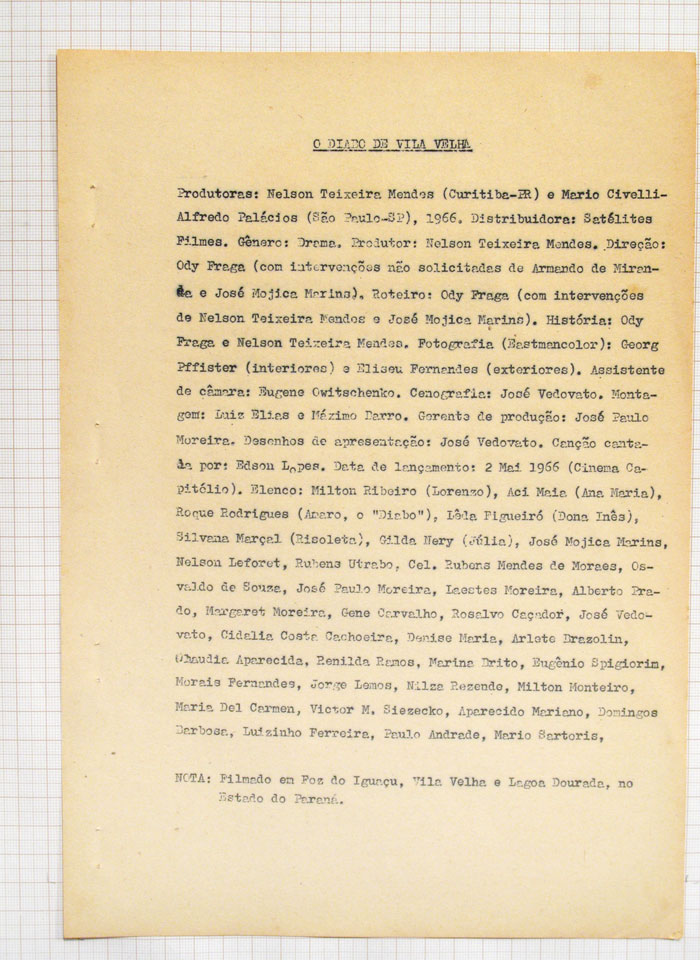 O DIABO DE VILA VELHA
Produtoras: Nelson Teixeira Mendes (Curitiba-PR) e Mario Civelli-
Alfredo Palácios (São Paulo-SP), 1966. Distribuidora: Satélites
Filmes. Gênero: Drama. Produtor: Nelson Teixeira Mendes. Direção:
Ody Fraga (com intervenções não solicitadas de Armando de Miran-
da e José Mojica Marins). Roteiro: Ody Fraga (com intervenções
de Nelson Teixeira Mendes e José Mojica Marins). História: Ody
Fraga e Nelson Teixeira Mendes. Fotografia (Eastmancolor): Georg
Pffister (interiores) e Eliseu Fernandes (exteriores). Assistente
de câmara: Eugene Owitschenko. Cenografia: José Vedovato. Monta-
gem: Luiz Elias e Máximo Barro. Gerente de produção: José Paulo
Moreira. Desenhos de apresentação: José Vedovato. Canção canta-
da por: Edson Lopes. Data de lançamento: 2 Mai 1966 (Cinema Ca-
pitólio). Elenco: Milton Ribeiro (Lorenzo), Aci Maia (Ana Maria),
Roque Rodrigues (Amaro, o "Diabo"), Lêda Figueiró (Dona Inês),
Silvana Marçal (Risoleta), Gilda Nery (Júlia), José Mojica Marins,
Nelson Leforet, Rubens Utrabo, Cel. Rubens Mendes de Moraes, Os-
valdo de Souza, José Paulo Moreira, Laestes Moreira, Alberto Pra-
do, Margaret Moreira, Gene Carvalho, Rosalvo Caçador, José Vedo-
vato, Cidalia Costa Cachoeira, Denise Maria, Arlete Brazolin,
Claudia Aparecida, Renilda Ramos, Marina Brito, Eugênio Spigiorim,
Morais Fernandes, Jorge Lemos, Nilza Rezende, Milton Monteiro,
Maria Del Carmen, Victor M. Siezecko, Aparecido Mariano, Domingos
Barbosa, Luizinho Ferreira, Paulo Andrade, Mario Sartoris,
NOTA: Filmado em Foz do Iguaçu, Vila Velha e Lagoa Dourada, no
Estado do Paraná.